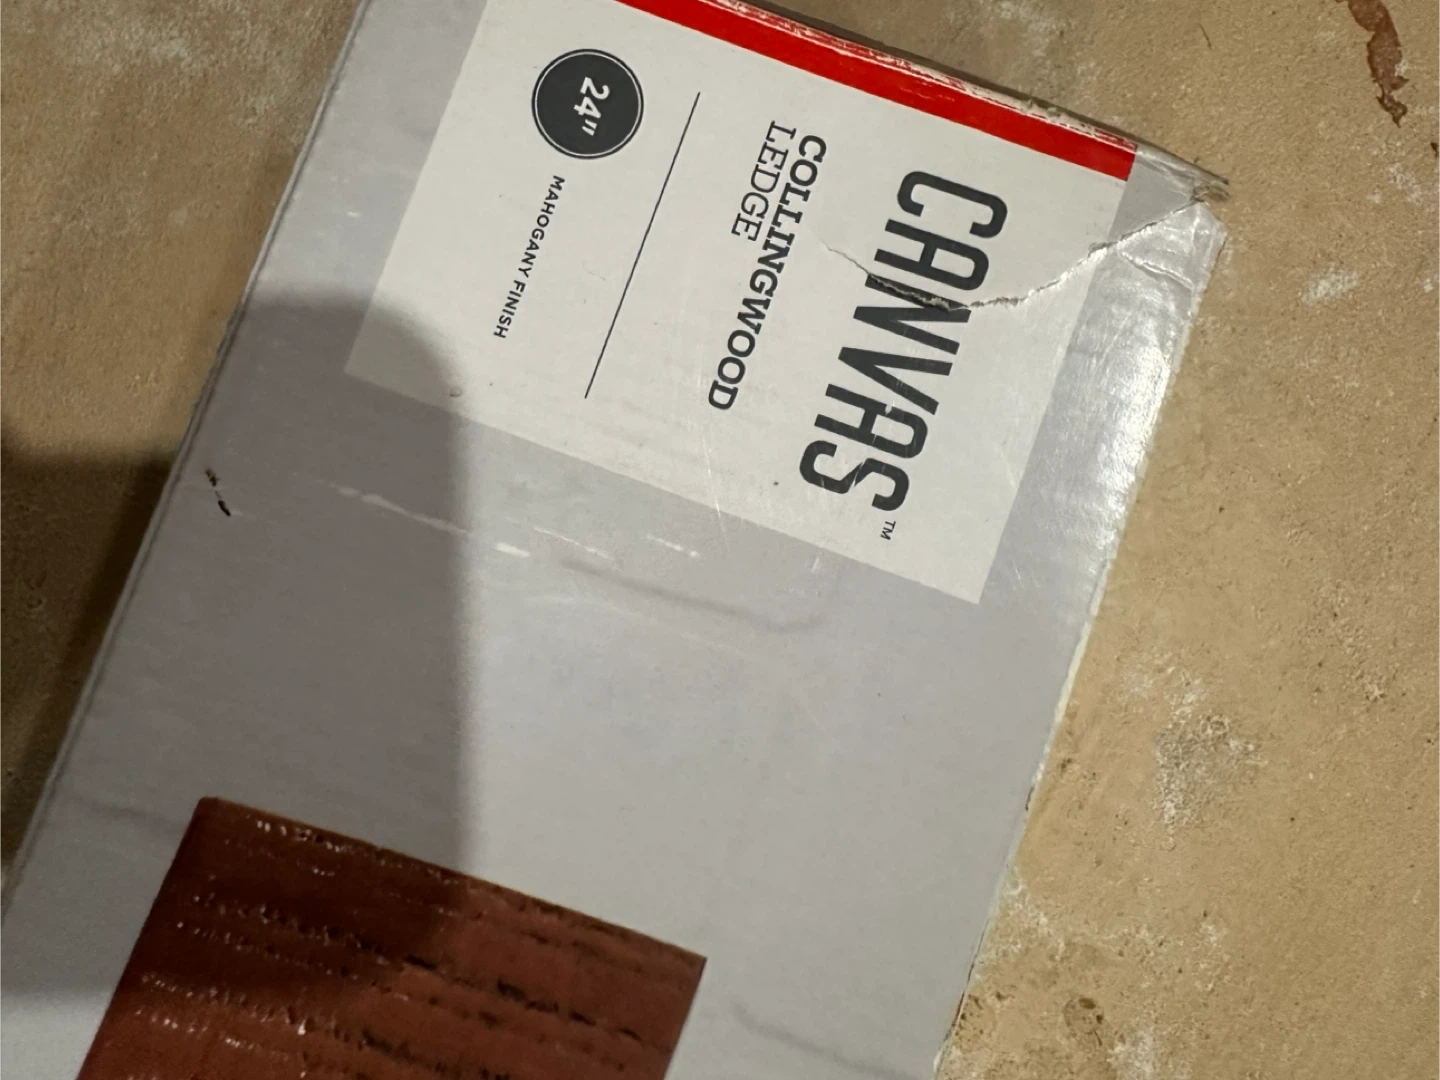 CANVAS™
COLLINGWOOD
LEDGE
24"
MAHOGANY FINISH